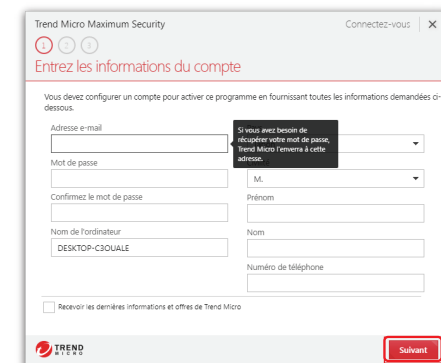 Trend Micro Maximum Security
Connectez-vous
1 2 3
Entrez les informations du compte
Vous devez configurer un compte pour activer ce programme en fournissant toutes les informations demandées ci-
dessous.
Adresse e-mail
Si vous avez besoin de
récupérer votre mot de passe,
Trend Micro l'enverra à cette
adresse.
Mot de passe
M.
Confirmez le mot de passe
Prénom
Nom de l'ordinateur
Nom
DESKTOP-C3OUALE
Numéro de téléphone
Recevoir les dernières informations et offres de Trend Micro
TREND
MICRO
Suivant